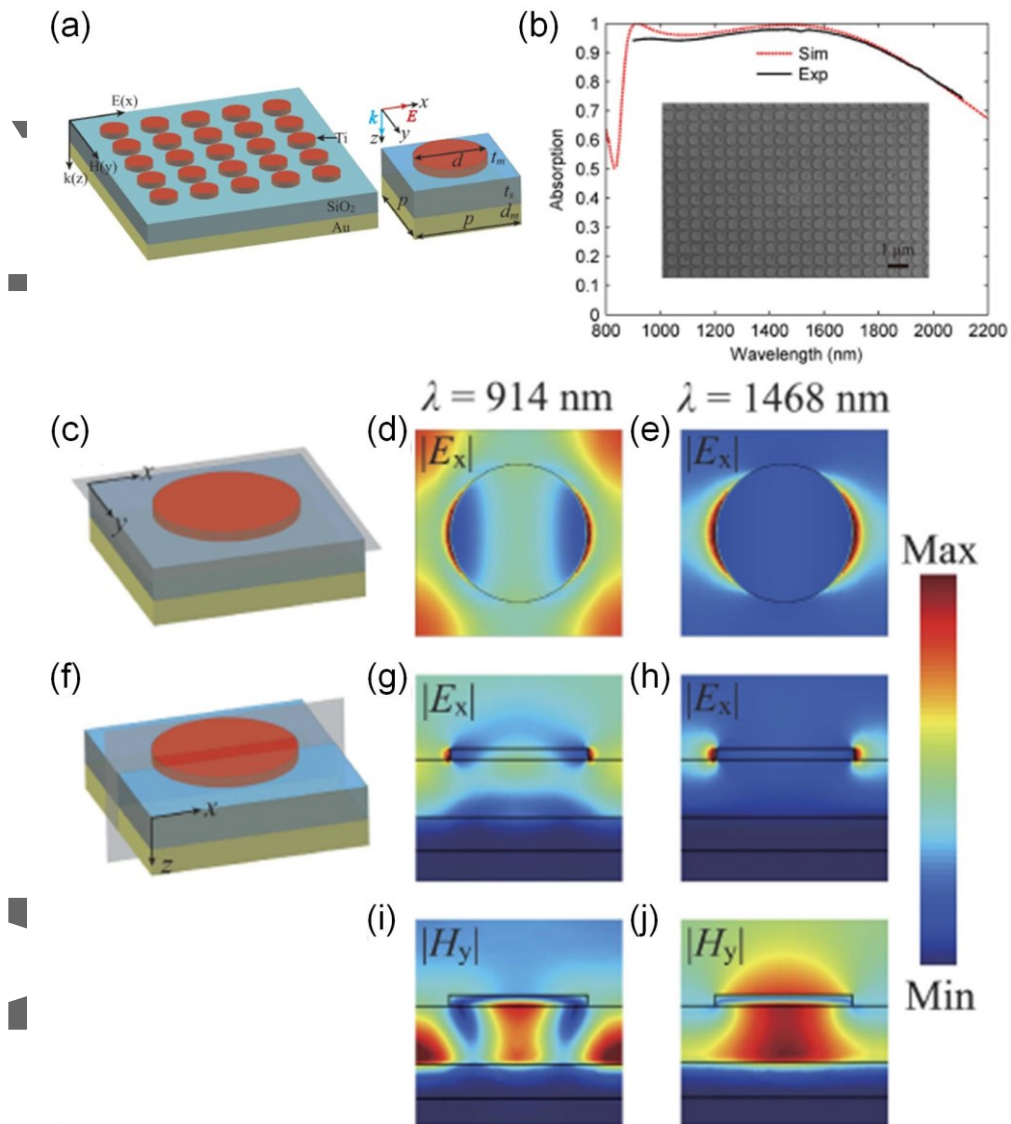 (a)
E(x)
H(y)
k(z)
Ti
SiO₂
Au
k
E
x
y
z
d
tₘ
tₛ
dₘ
p
p
(b)
1
0.9
0.8
0.7
0.6
0.5
0.4
0.3
0.2
0.1
0
Absorption
Sim
Exp
1 μm
800 1000 1200 1400 1600 1800 2000 2200
Wavelength (nm)
λ = 914 nm
λ = 1468 nm
(c)
x
y
(d)
|Eₓ|
(e)
|Eₓ|
Max
(f)
x
z
(g)
|Eₓ|
(h)
|Eₓ|
(i)
|Hy|
(j)
|Hy|
Min